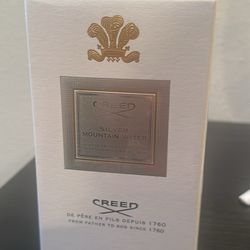 CREED
SILVER
MOUNTAIN WATER
CREED
DE PÈRE EN FILS DEPUIS 1760
FROM FATHER TO SON SINCE 1760